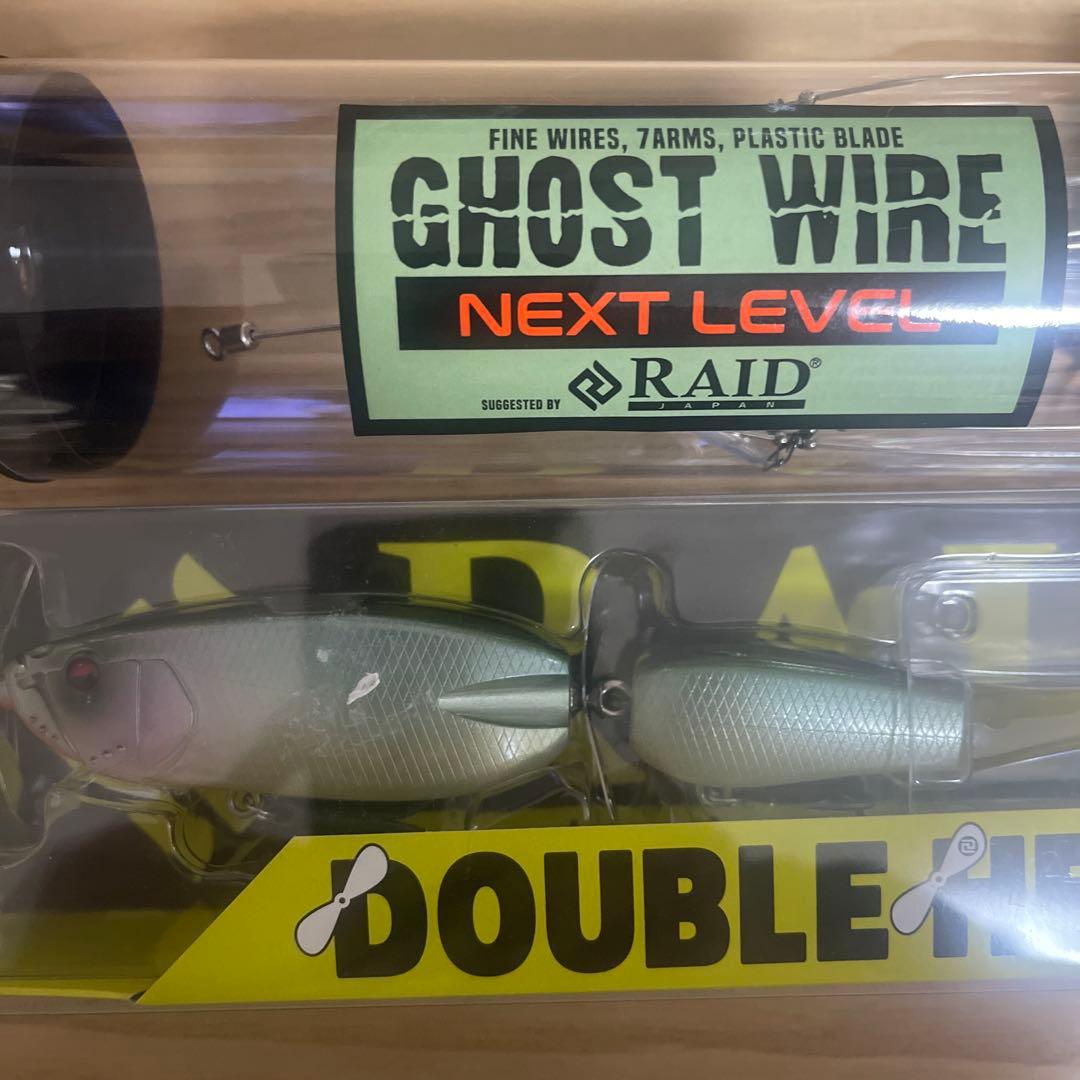 FINE WIRES, 7ARMS, PLASTIC BLADE
GHOST WIRE
NEXT LEVEL
SUGGESTED BY RAID®
JAPAN
DOUBLE